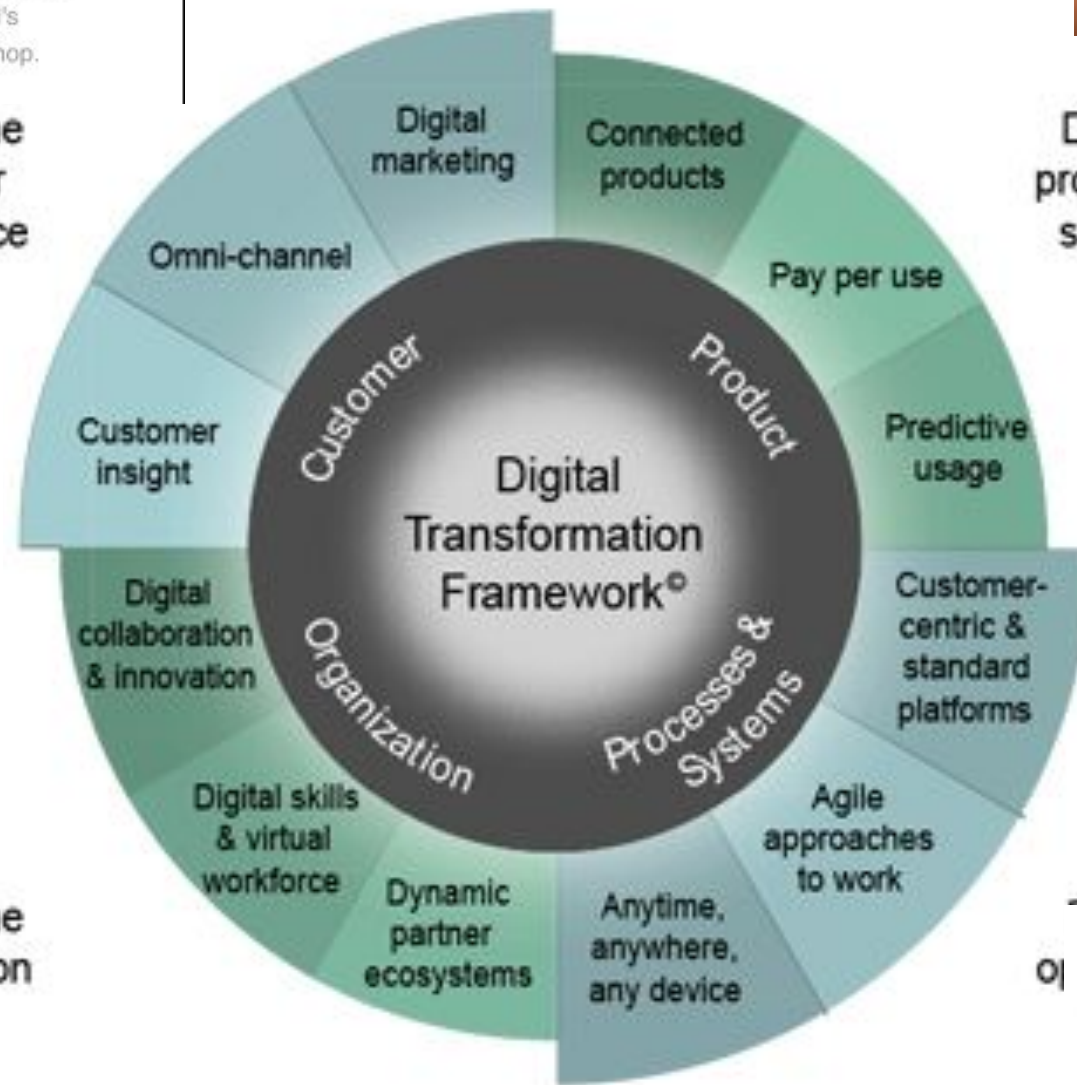 Digital
marketing
Connected
products
Omni-channel
Pay per use
Customer
insight
Predictive
usage
Customer
Product
Digital
Transformation
Framework©
Organization
Processes &
Systems
Digital
collaboration
& innovation
Customer-
centric &
standard
platforms
Digital skills
& virtual
workforce
Agile
approaches
to work
Dynamic
partner
ecosystems
Anytime,
anywhere,
any device